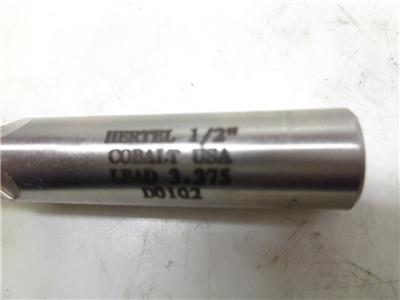 HERTEL 1/2"
COBALT USA
LEAD 3.375
D0102